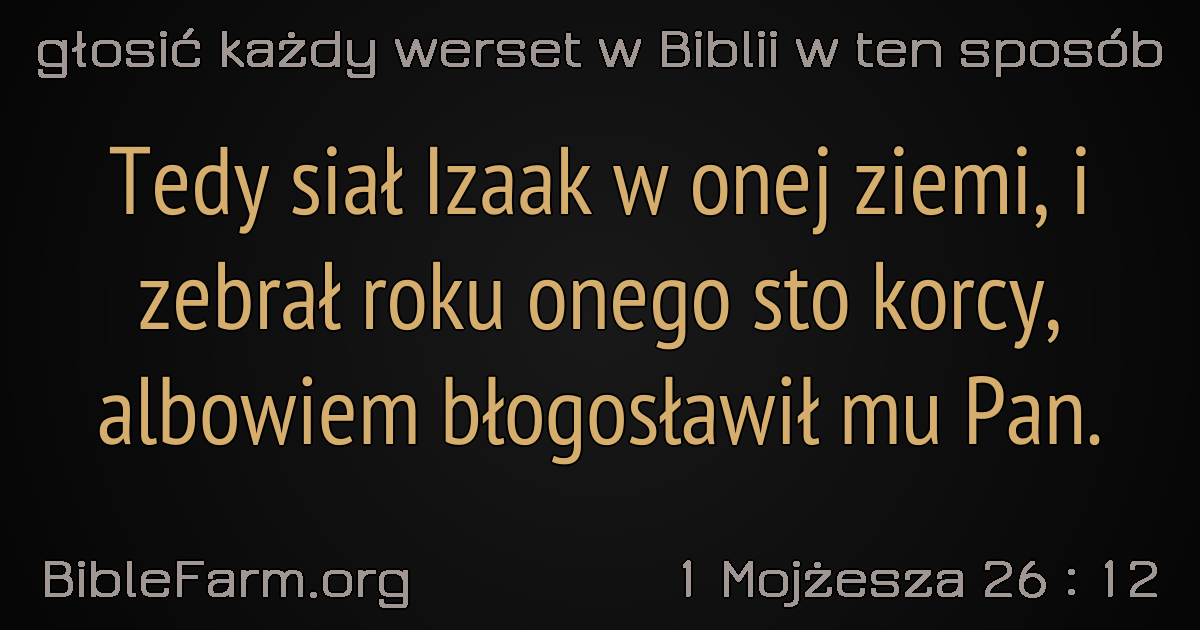 głosić każdy werset w Biblii w ten sposób
Tedy siał Izaak w onej ziemi, i
zebrał roku onego sto korcy,
albowiem błogosławił mu Pan.
BibleFarm.org
1 Mojżesza 26 : 12